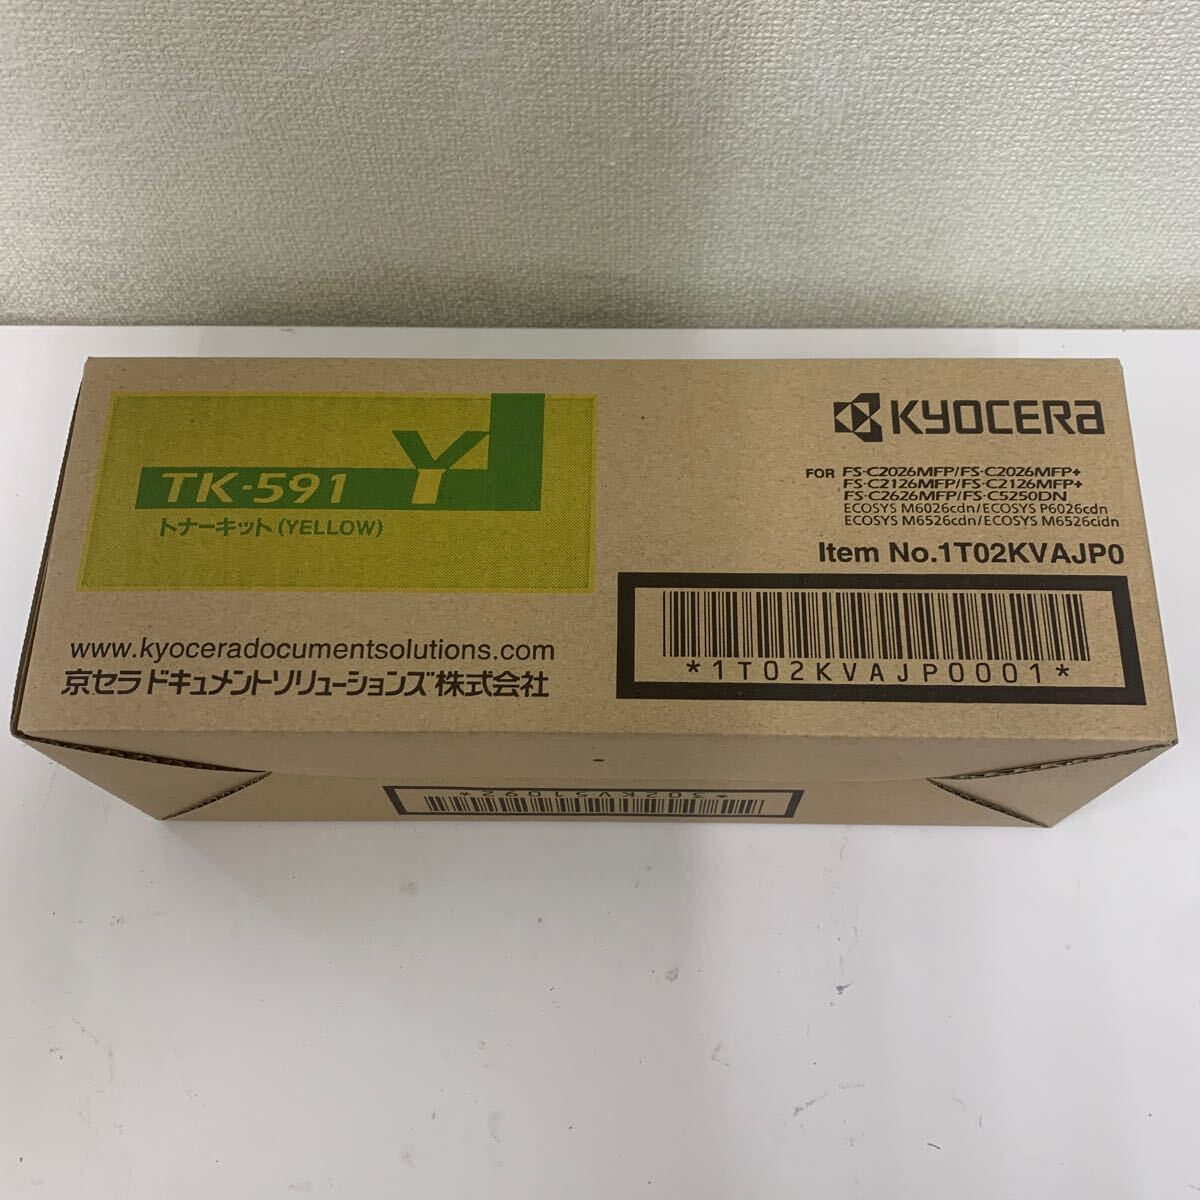 TK-591 Y
トナーキット(YELLOW)
www.kyoceradocumentsolutions.com
京セラドキュメントソリューションズ株式会社
KYOCERA
FOR FS-C2026MFP/FS-C2026MFP+
FS-C2126MFP/FS-C2126MFP+
FS-C2626MFP/FS-C5250DN
ECOSYS M6026cdn/ECOSYS P6026cdn
ECOSYS M6526cdn/ECOSYS M6526cidn
Item No.1T02KVAJP0
*1T02KVAJP0001*
*302KV51092*